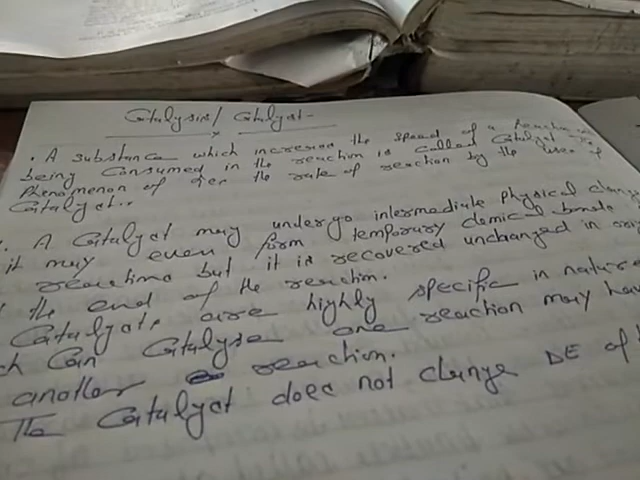 Catalysis/ Catalyst-
. A substance which increases the speed of a reaction
being consumed in the reaction is called Catalyst
Phenomenon of the rate of reaction by the use of
Catalyst..
. A Catalyst may undergo intermediate physical change
it may even form temporary chemical bonds
reactions but it is recovered unchanged in
the end of the reaction.
Catalysts are highly specific in nature
Can Catalyse one reaction may have
another reaction.
The Catalyst does not change ΔE of